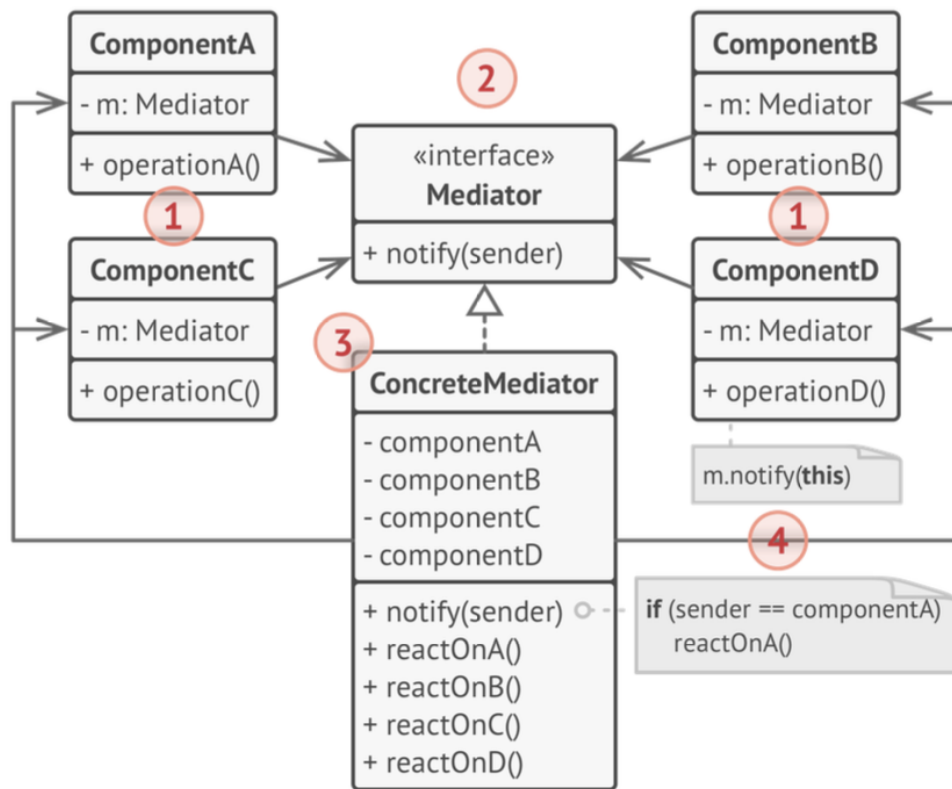 ComponentA
- m: Mediator
+ operationA()
1
ComponentC
- m: Mediator
+ operationC()
2
«interface»
Mediator
+ notify(sender)
ComponentB
- m: Mediator
+ operationB()
1
ComponentD
- m: Mediator
+ operationD()
m.notify(this)
3
ConcreteMediator
- componentA
- componentB
- componentC
- componentD
+ notify(sender)
+ reactOnA()
+ reactOnB()
+ reactOnC()
+ reactOnD()
4
if (sender == componentA)
reactOnA()